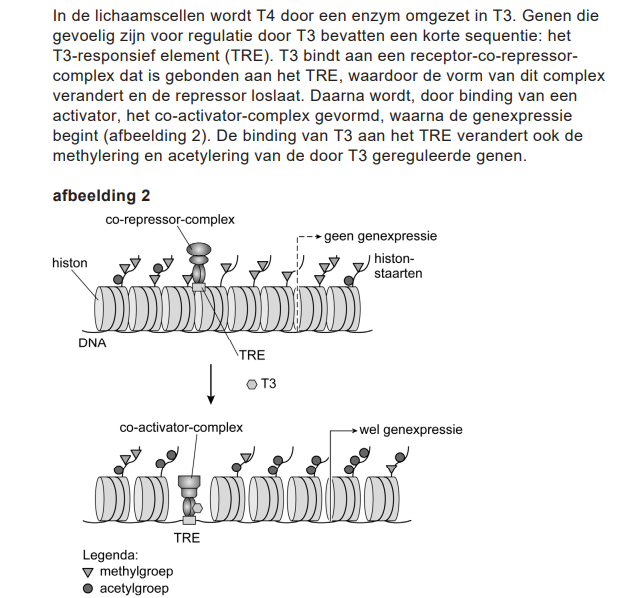 In de lichaamscellen wordt T4 door een enzym omgezet in T3. Genen die
gevoelig zijn voor regulatie door T3 bevatten een korte sequentie: het
T3-responsief element (TRE). T3 bindt aan een receptor-co-repressor-
complex dat is gebonden aan het TRE, waardoor de vorm van dit complex
verandert en de repressor loslaat. Daarna wordt, door binding van een
activator, het co-activator-complex gevormd, waarna de genexpressie
begint (afbeelding 2). De binding van T3 aan het TRE verandert ook de
methylering en acetylering van de door T3 gereguleerde genen.
afbeelding 2
co-repressor-complex
geen genexpressie
histon
histon-
staarten
DNA
TRE
T3
co-activator-complex
wel genexpressie
TRE
Legenda:
methylgroep
acetylgroep